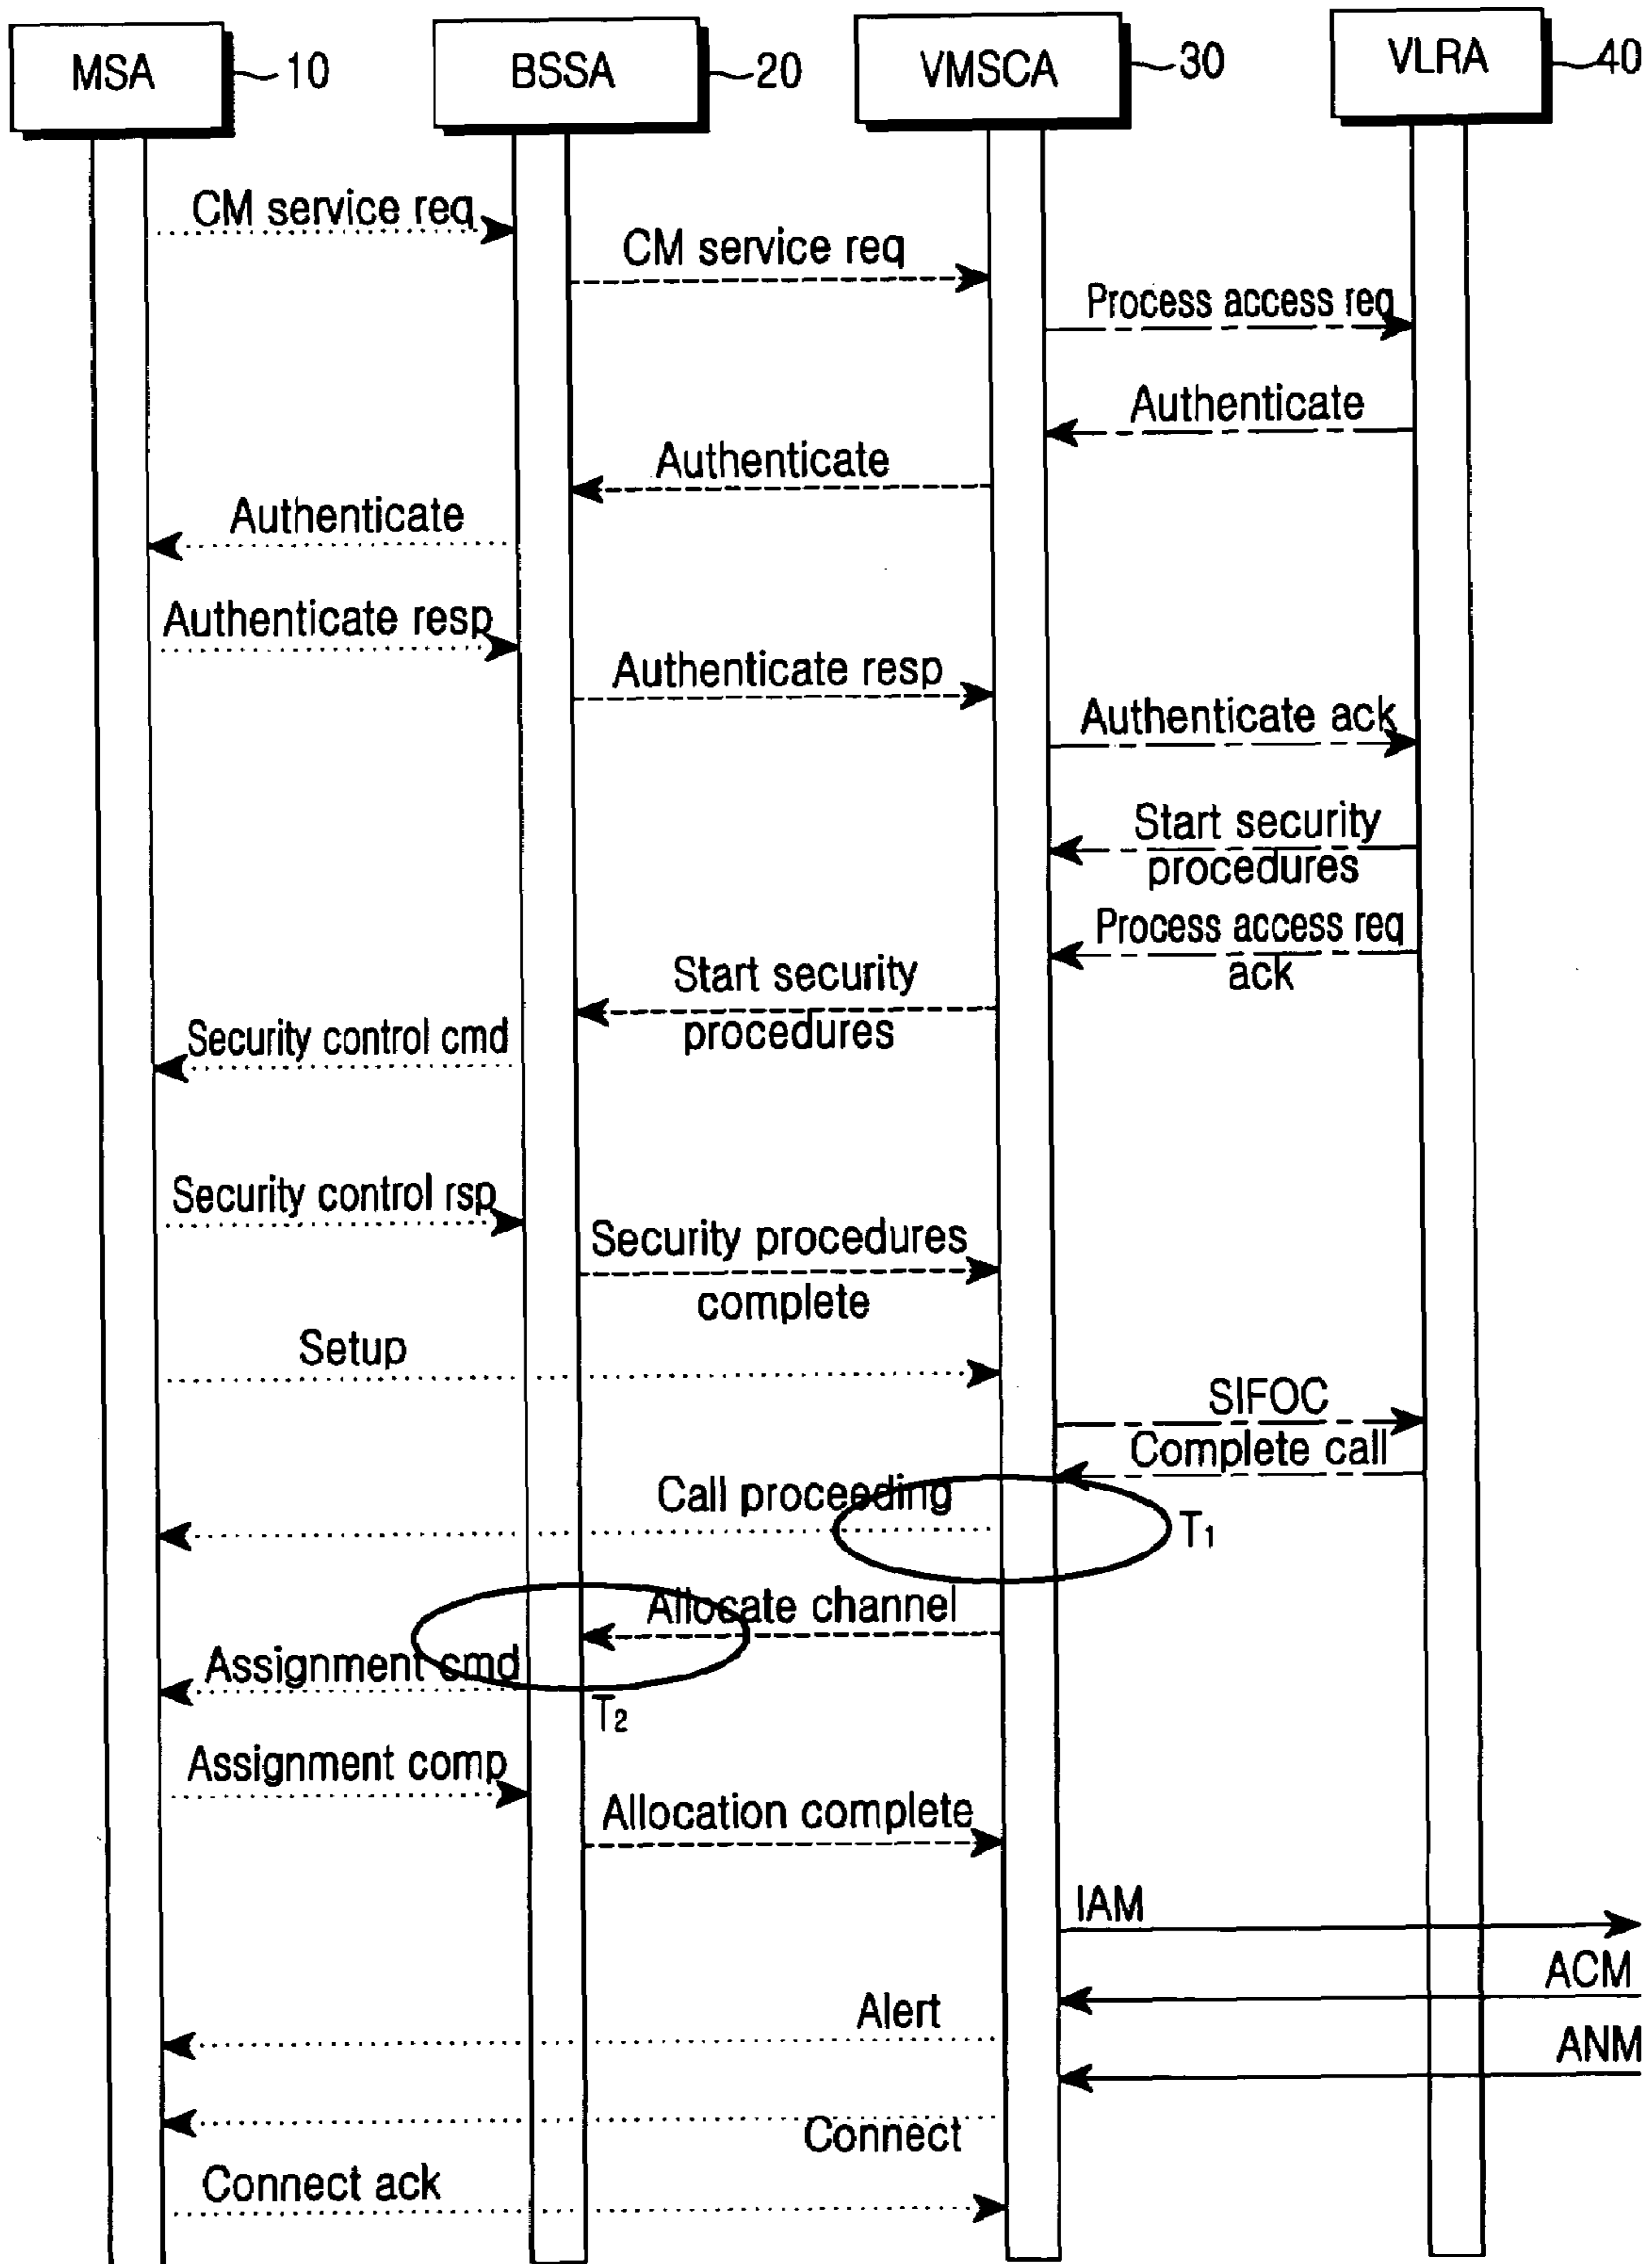 MSA
10
BSSA
20
VMSCA
30
VLRA
40
CM service req
CM service req
Process access req
Authenticate
Authenticate
Authenticate
Authenticate resp
Authenticate resp
Authenticate ack
Start security
procedures
Process access req
ack
Start security
procedures
Security control cmd
Security control rsp
Security procedures
complete
Setup
SIFOC
Complete call
Call proceeding
T1
Allocate channel
Assignment cmd
T2
Assignment comp
Allocation complete
IAM
ACM
Alert
ANM
Connect
Connect ack